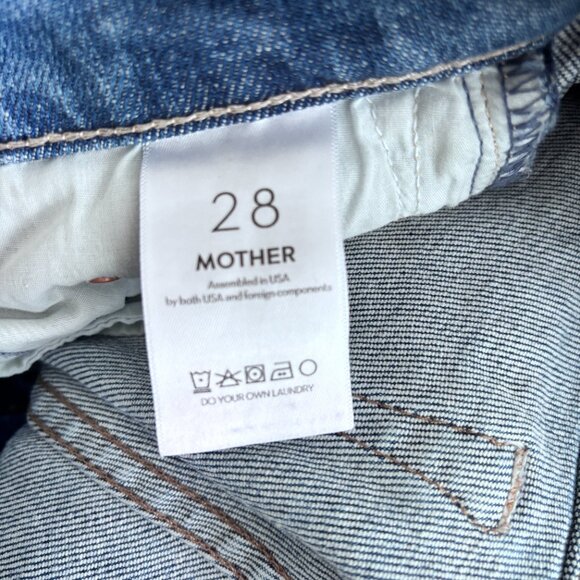 28
MOTHER
Assembled in USA
by both USA and foreign components
DO YOUR OWN LAUNDRY